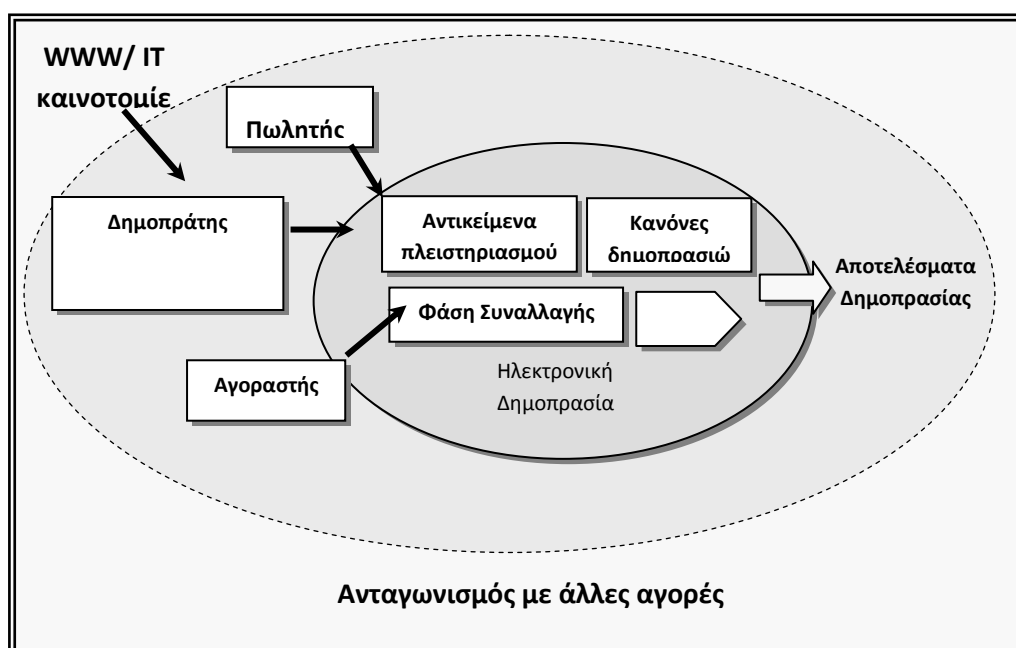 WWW/ IT
καινοτομίε
Πωλητής
Δημοπράτης
Αντικείμενα
πλειστηριασμού
Κανόνες
δημοπρασιώ
Αποτελέσματα
Δημοπρασίας
Φάση Συναλλαγής
Αγοραστής
Ηλεκτρονική
Δημοπρασία
Ανταγωνισμός με άλλες αγορές